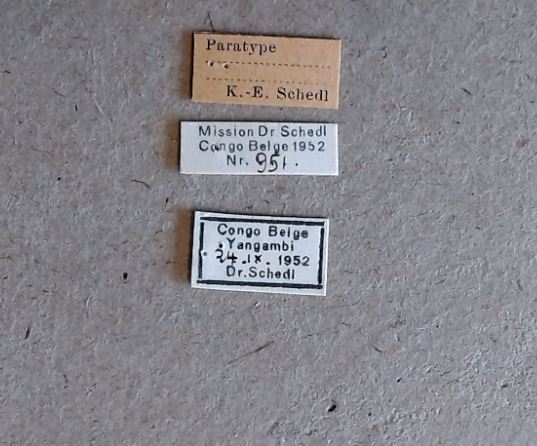 Paratype
K.-E. Schedl
Mission Dr Schedl
Congo Belge 1952
Nr. 951.
Congo Belge
Yangambi
24.IX. 1952
Dr. Schedl